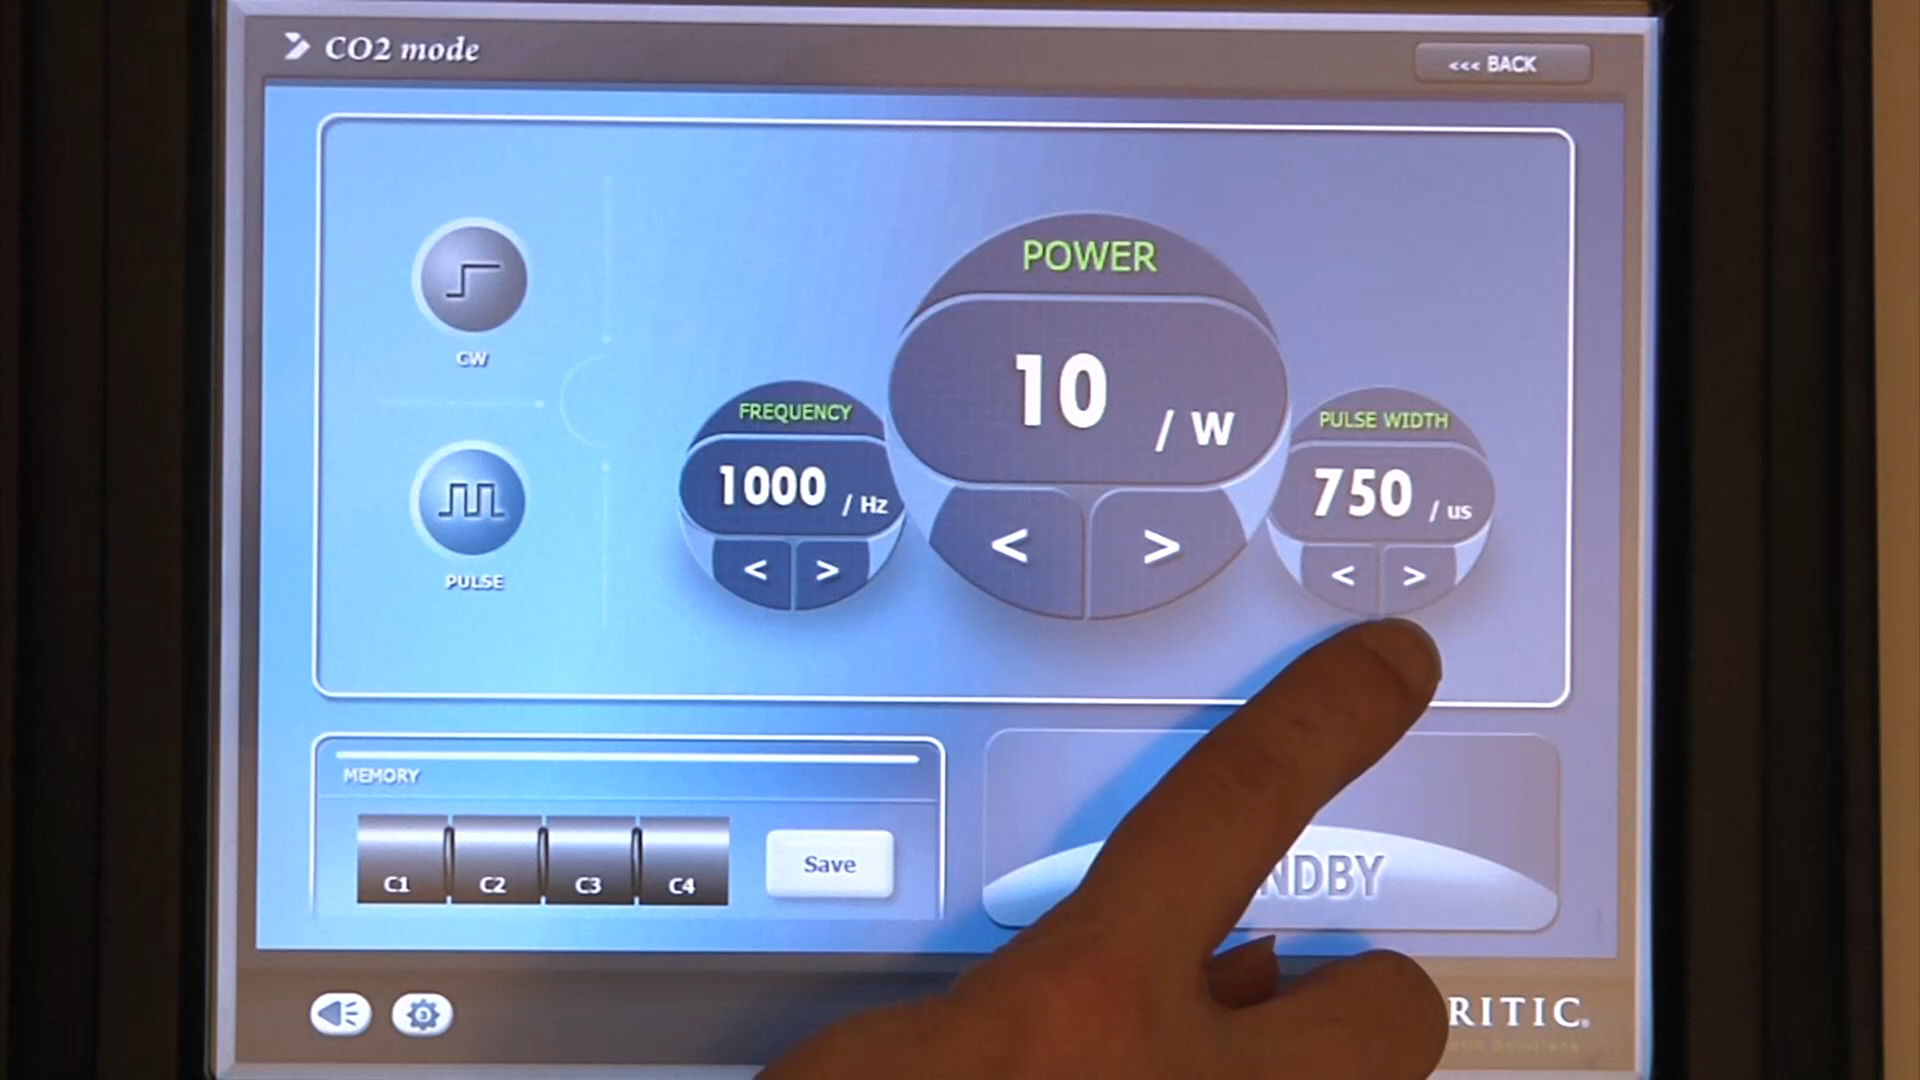 CO2 mode
<<< BACK
POWER
10 / W
< >
FREQUENCY
1000 / Hz
< >
PULSE WIDTH
750 / us
< >
CW
PULSE
MEMORY
C1 C2 C3 C4
Save
NDBY
RITIC®